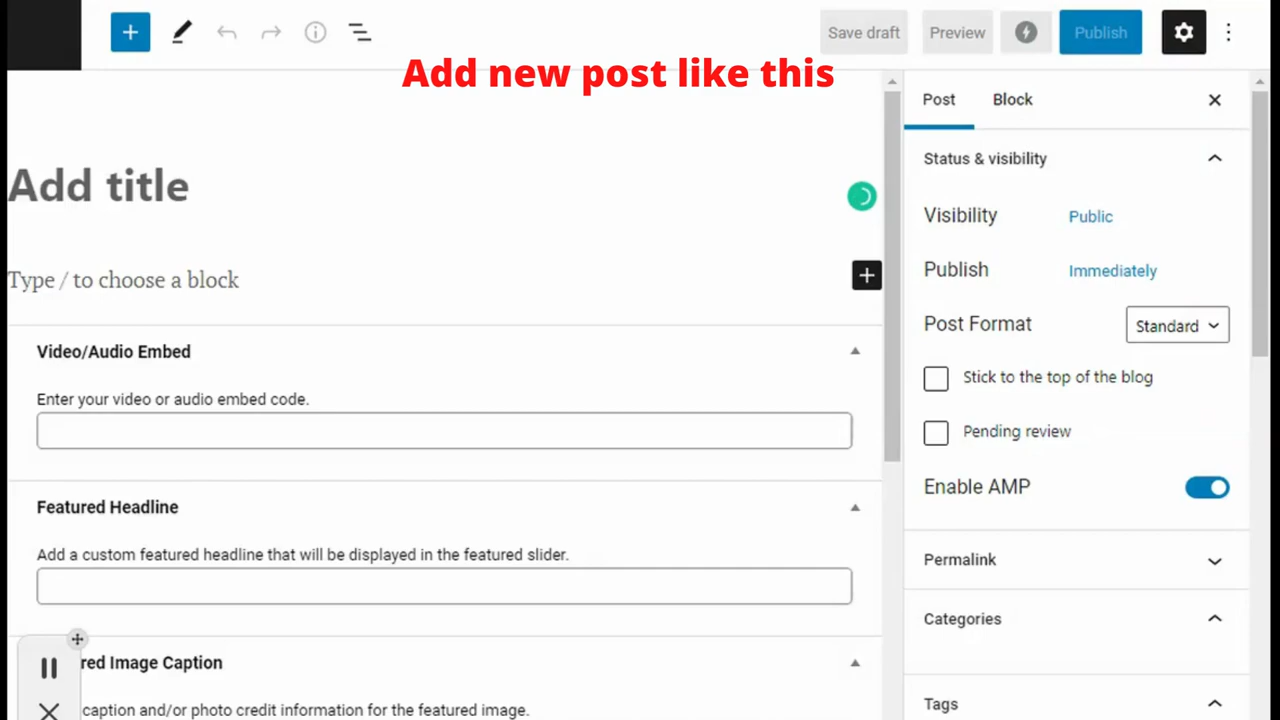 Save draft
Preview
Publish
Add new post like this
Post
Block
Add title
Type / to choose a block
Status & visibility
Visibility
Public
Publish
Immediately
Post Format
Standard
Stick to the top of the blog
Pending review
Enable AMP
Permalink
Categories
Tags
Video/Audio Embed
Enter your video or audio embed code.
Featured Headline
Add a custom featured headline that will be displayed in the featured slider.
red Image Caption
caption and/or photo credit information for the featured image.